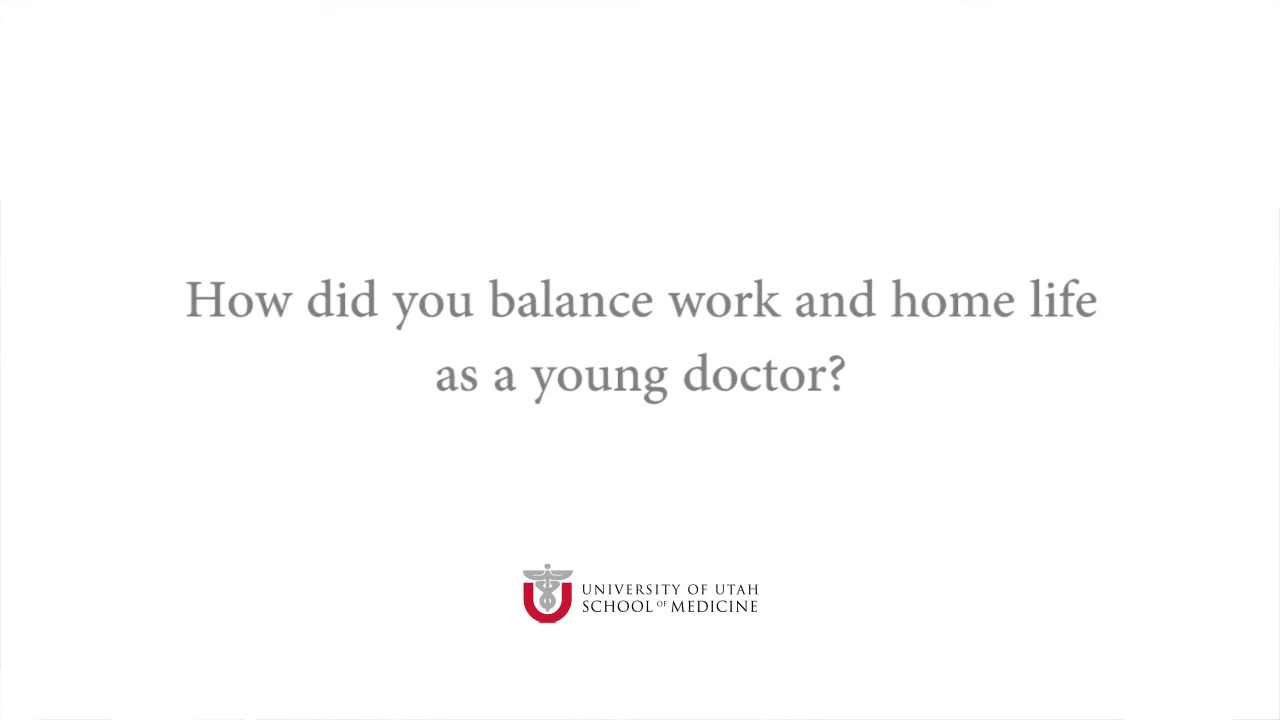 How did you balance work and home life
as a young doctor?
UNIVERSITY OF UTAH
SCHOOL OF MEDICINE